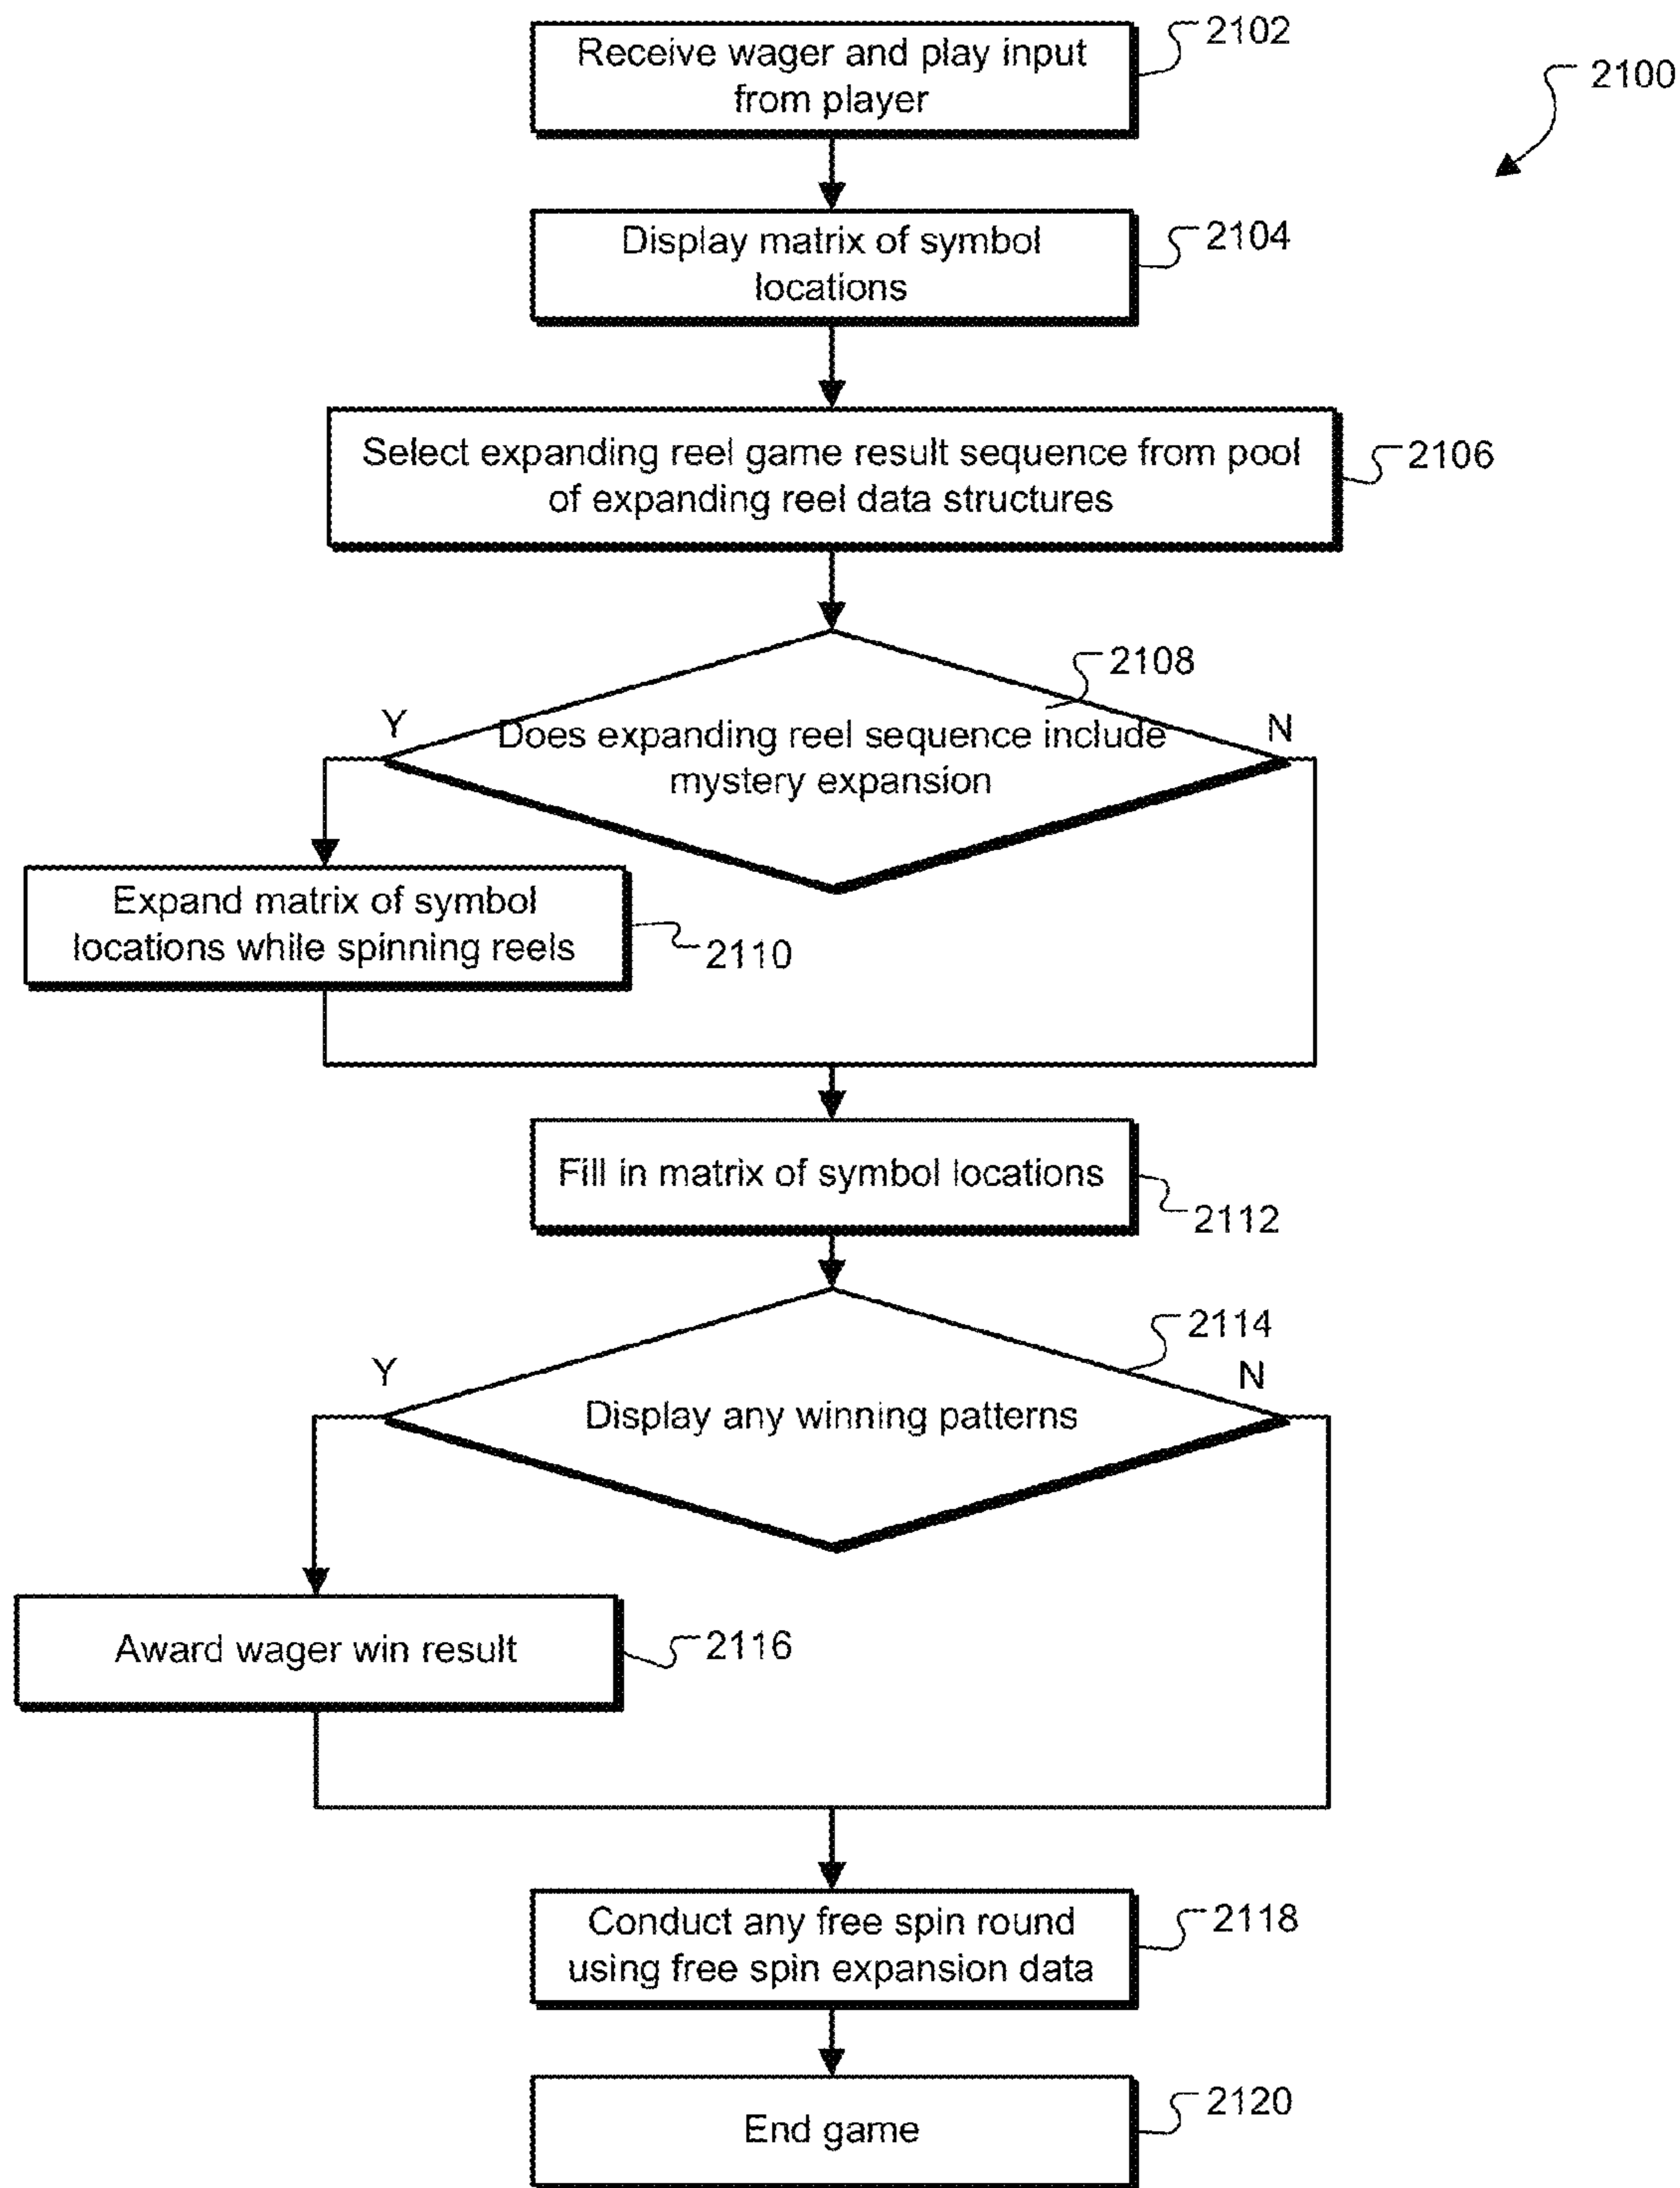 Receive wager and play input
from player
2102
2100
Display matrix of symbol
locations
2104
Select expanding reel game result sequence from pool
of expanding reel data structures
2106
2108
Y
Does expanding reel sequence include
mystery expansion
N
Expand matrix of symbol
locations while spinning reels
2110
Fill in matrix of symbol locations
2112
2114
Y
N
Display any winning patterns
Award wager win result
2116
Conduct any free spin round
using free spin expansion data
2118
End game
2120